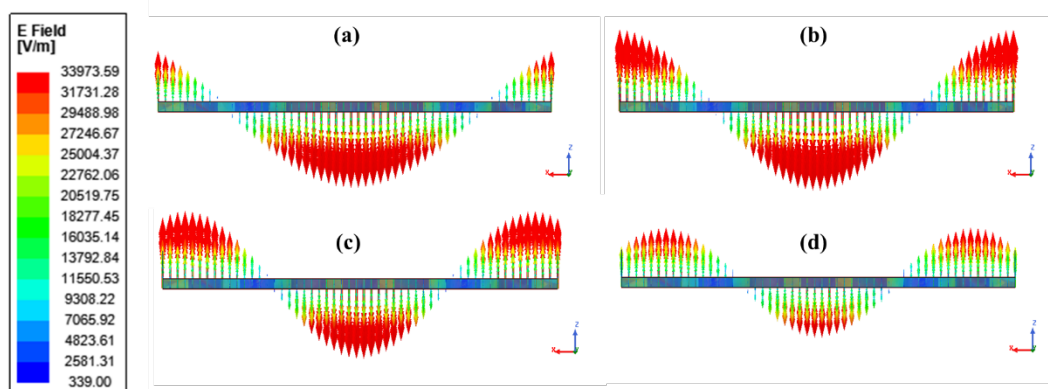 E Field
[V/m]
33973.59
31731.28
29488.98
27246.67
25004.37
22762.06
20519.75
18277.45
16035.14
13792.84
11550.53
9308.22
7065.92
4823.61
2581.31
339.00
(a)
z
x
(b)
z
x
Y
(c)
z
x
Y
(d)
z
x
Y